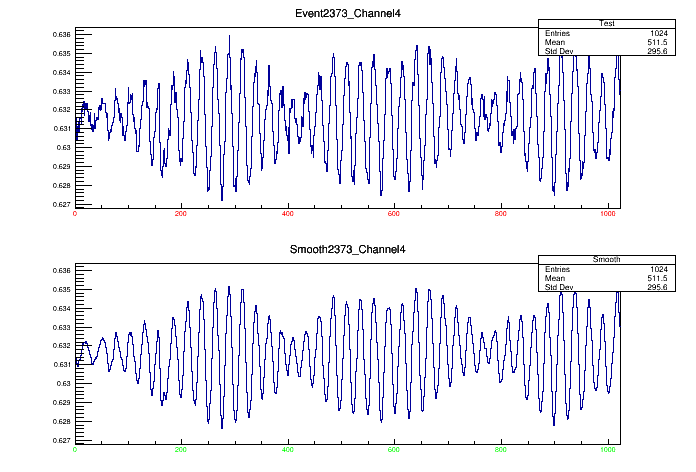 Event2373_Channel4
Test
Entries 1024
Mean 511.5
Std Dev 295.6
0.636
0.635
0.634
0.633
0.632
0.631
0.63
0.629
0.628
0.627
0 200 400 600 800 1000
Smooth2373_Channel4
Smooth
Entries 1024
Mean 511.5
Std Dev 295.6
0.636
0.635
0.634
0.633
0.632
0.631
0.63
0.629
0.628
0.627
0 200 400 600 800 1000